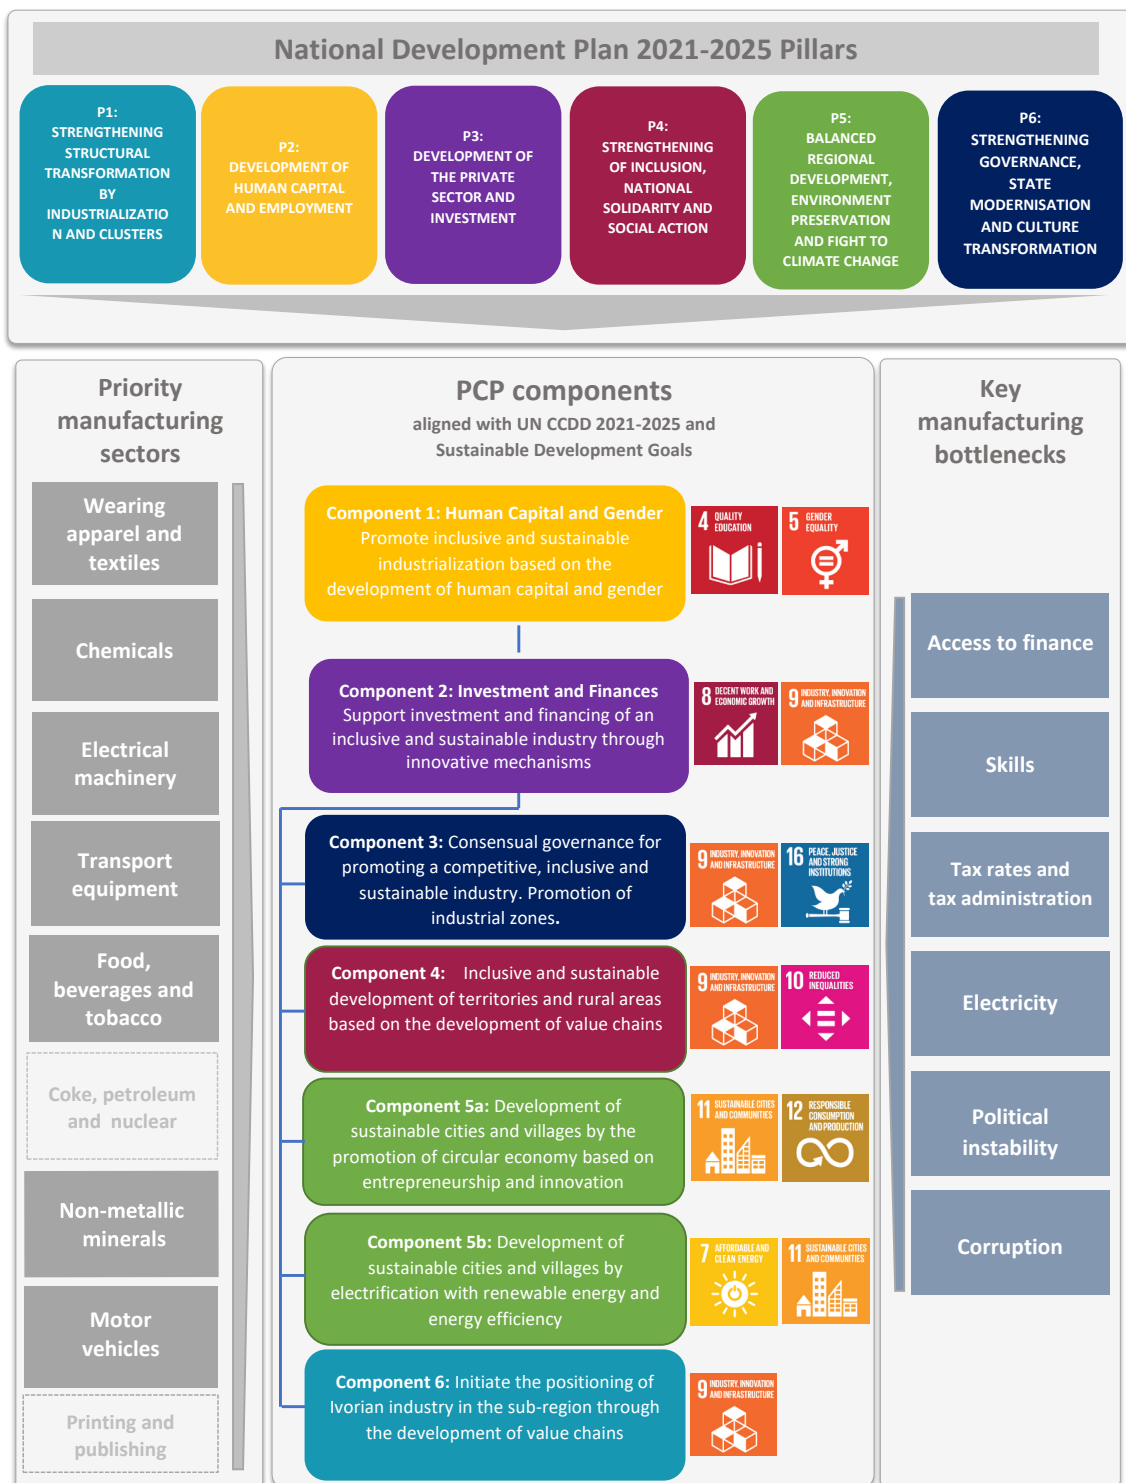 National Development Plan 2021-2025 Pillars
P1:
STRENGTHENING
STRUCTURAL
TRANSFORMATION
BY
INDUSTRIALIZATIO
N AND CLUSTERS
P2:
DEVELOPMENT OF
HUMAN CAPITAL
AND EMPLOYMENT
P3:
DEVELOPMENT OF
THE PRIVATE
SECTOR AND
INVESTMENT
P4:
STRENGTHENING
OF INCLUSION,
NATIONAL
SOLIDARITY AND
SOCIAL ACTION
P5:
BALANCED
REGIONAL
DEVELOPMENT,
ENVIRONMENT
PRESERVATION
AND FIGHT TO
CLIMATE CHANGE
P6:
STRENGTHENING
GOVERNANCE,
STATE
MODERNISATION
AND CULTURE
TRANSFORMATION
Priority
manufacturing
sectors
Wearing
apparel and
textiles
Chemicals
Electrical
machinery
Transport
equipment
Food,
beverages and
tobacco
Coke, petroleum
and nuclear
Non-metallic
minerals
Motor
vehicles
Printing and
publishing
PCP components
aligned with UN CCDD 2021-2025 and
Sustainable Development Goals
Component 1: Human Capital and Gender
Promote inclusive and sustainable
industrialization based on the
development of human capital and gender
4 QUALITY
EDUCATION
5 GENDER
EQUALITY
Component 2: Investment and Finances
Support investment and financing of an
inclusive and sustainable industry through
innovative mechanisms
8 DECENT WORK AND
ECONOMIC GROWTH
9 INDUSTRY, INNOVATION
AND INFRASTRUCTURE
Component 3: Consensual governance for
promoting a competitive, inclusive and
sustainable industry. Promotion of
industrial zones.
9 INDUSTRY, INNOVATION
AND INFRASTRUCTURE
16 PEACE, JUSTICE
AND STRONG
INSTITUTIONS
Component 4: Inclusive and sustainable
development of territories and rural areas
based on the development of value chains
9 INDUSTRY, INNOVATION
AND INFRASTRUCTURE
10 REDUCED
INEQUALITIES
Component 5a: Development of
sustainable cities and villages by the
promotion of circular economy based on
entrepreneurship and innovation
11 SUSTAINABLE CITIES
AND COMMUNITIES
12 RESPONSIBLE
CONSUMPTION
AND PRODUCTION
Component 5b: Development of
sustainable cities and villages by
electrification with renewable energy and
energy efficiency
7 AFFORDABLE AND
CLEAN ENERGY
11 SUSTAINABLE CITIES
AND COMMUNITIES
Component 6: Initiate the positioning of
Ivorian industry in the sub-region through
the development of value chains
9 INDUSTRY, INNOVATION
AND INFRASTRUCTURE
Key
manufacturing
bottlenecks
Access to finance
Skills
Tax rates and
tax administration
Electricity
Political
instability
Corruption